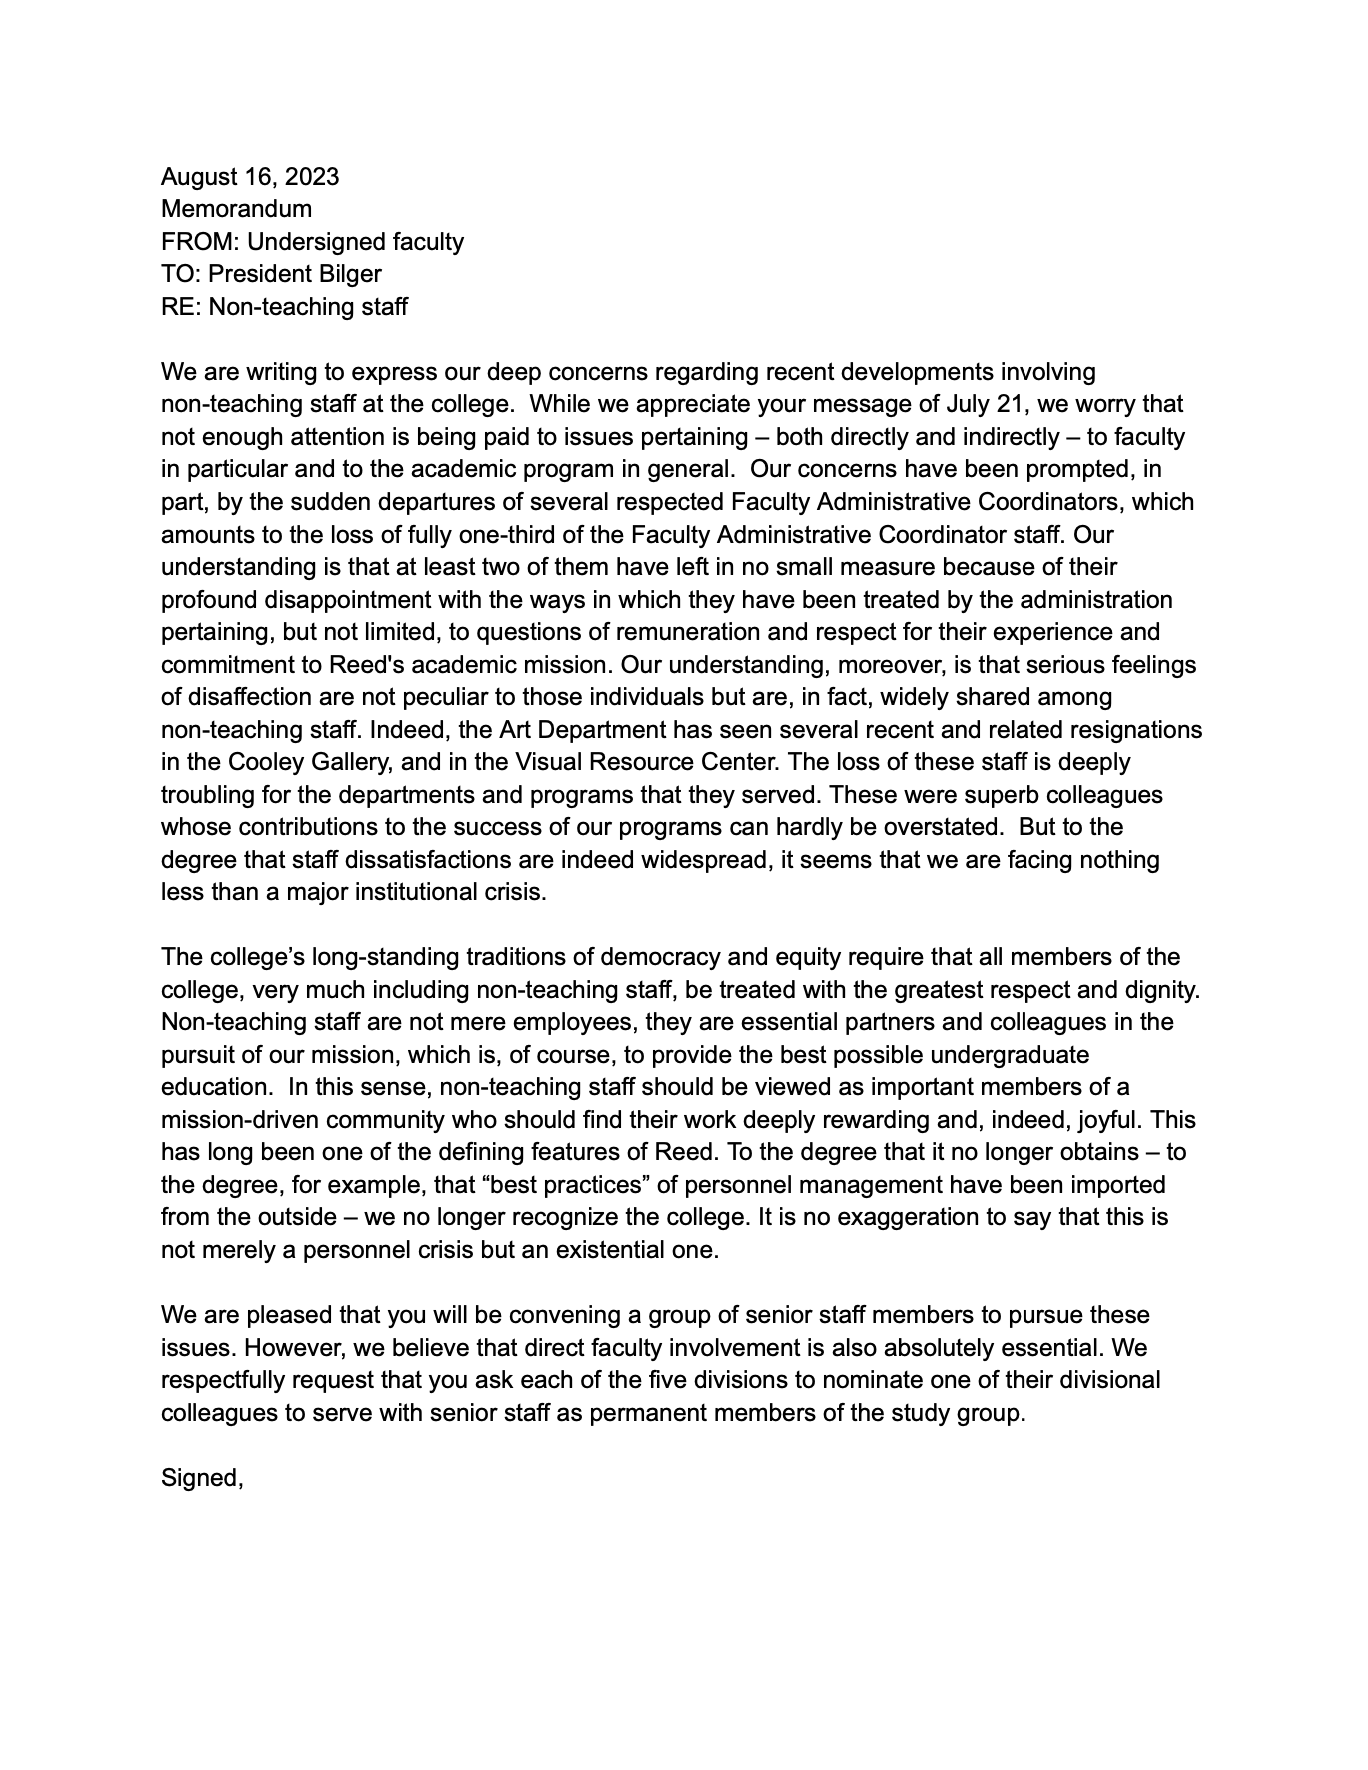 August 16, 2023
Memorandum
FROM: Undersigned faculty
TO: President Bilger
RE: Non-teaching staff
We are writing to express our deep concerns regarding recent developments involving
non-teaching staff at the college.  While we appreciate your message of July 21, we worry that
not enough attention is being paid to issues pertaining – both directly and indirectly – to faculty
in particular and to the academic program in general.  Our concerns have been prompted, in
part, by the sudden departures of several respected Faculty Administrative Coordinators, which
amounts to the loss of fully one-third of the Faculty Administrative Coordinator staff. Our
understanding is that at least two of them have left in no small measure because of their
profound disappointment with the ways in which they have been treated by the administration
pertaining, but not limited, to questions of remuneration and respect for their experience and
commitment to Reed's academic mission. Our understanding, moreover, is that serious feelings
of disaffection are not peculiar to those individuals but are, in fact, widely shared among
non-teaching staff. Indeed, the Art Department has seen several recent and related resignations
in the Cooley Gallery, and in the Visual Resource Center. The loss of these staff is deeply
troubling for the departments and programs that they served. These were superb colleagues
whose contributions to the success of our programs can hardly be overstated.  But to the
degree that staff dissatisfactions are indeed widespread, it seems that we are facing nothing
less than a major institutional crisis.
The college’s long-standing traditions of democracy and equity require that all members of the
college, very much including non-teaching staff, be treated with the greatest respect and dignity.
Non-teaching staff are not mere employees, they are essential partners and colleagues in the
pursuit of our mission, which is, of course, to provide the best possible undergraduate
education.  In this sense, non-teaching staff should be viewed as important members of a
mission-driven community who should find their work deeply rewarding and, indeed, joyful. This
has long been one of the defining features of Reed. To the degree that it no longer obtains – to
the degree, for example, that “best practices” of personnel management have been imported
from the outside – we no longer recognize the college. It is no exaggeration to say that this is
not merely a personnel crisis but an existential one.
We are pleased that you will be convening a group of senior staff members to pursue these
issues. However, we believe that direct faculty involvement is also absolutely essential. We
respectfully request that you ask each of the five divisions to nominate one of their divisional
colleagues to serve with senior staff as permanent members of the study group.
Signed,